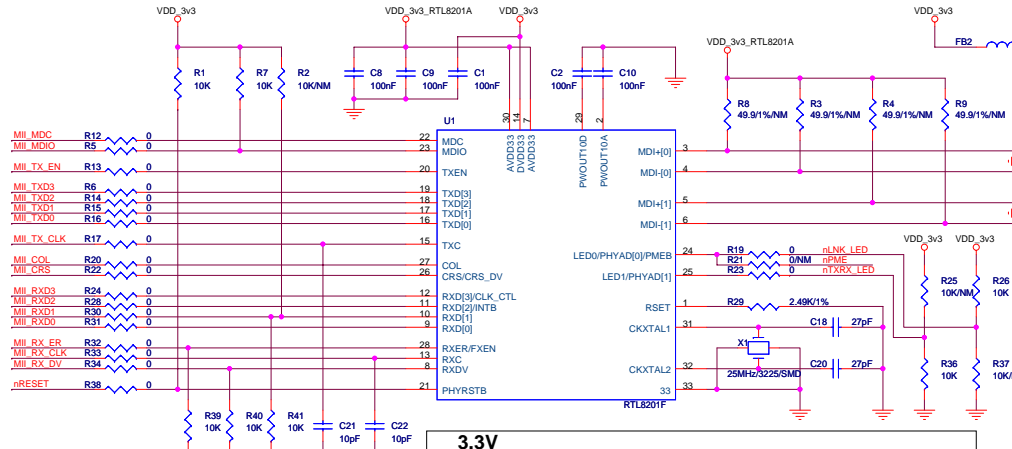 VDD_3v3
VDD_3v3_RTL8201A
VDD_3v3
VDD_3v3
VDD_3v3_RTL8201A
FB2
R1
10K
R7
10K
R2
10K/NM
C8
100nF
C9
100nF
C1
100nF
C2
100nF
C10
100nF
R8
49.9/1%/NM
R3
49.9/1%/NM
R4
49.9/1%/NM
R9
49.9/1%/NM
U1
30
14
7
29
2
AVDD33
DVDD33
AVDD33
PWOUT10D
PWOUT10A
MII_MDC R12 0 22 MDC
MII_MDIO R5 0 23 MDIO
MII_TX_EN R13 0 20 TXEN
MII_TXD3 R6 0 19 TXD[3]
MII_TXD2 R14 0 18 TXD[2]
MII_TXD1 R15 0 17 TXD[1]
MII_TXD0 R16 0 16 TXD[0]
MII_TX_CLK R17 0 15 TXC
MII_COL R20 0 27 COL
MII_CRS R22 0 26 CRS/CRS_DV
MII_RXD3 R24 0 12 RXD[3]/CLK_CTL
MII_RXD2 R28 0 11 RXD[2]/INTB
MII_RXD1 R30 0 10 RXD[1]
MII_RXD0 R31 0 9 RXD[0]
MII_RX_ER R32 0 28 RXER/FXEN
MII_RX_CLK R33 0 13 RXC
MII_RX_DV R34 0 8 RXDV
nRESET R38 0 21 PHYRSTB
MDI+[0] 3
MDI-[0] 4
MDI+[1] 5
MDI-[1] 6
LED0/PHYAD[0]/PMEB 24 R19 0 nLNK_LED
R21 0/NM nPME
LED1/PHYAD[1] 25 R23 0 nTXRX_LED
RSET 1 R29 2.49K/1%
CKXTAL1 31 C18 27pF
X1
25MHz/3225/SMD
CKXTAL2 32 C20 27pF
33 33
RTL8201F
VDD_3v3
VDD_3v3
R25
10K/NM
R26
10K
R36
10K
R37
10K/
R39
10K
R40
10K
R41
10K
C21
10pF
C22
10pF
3.3V